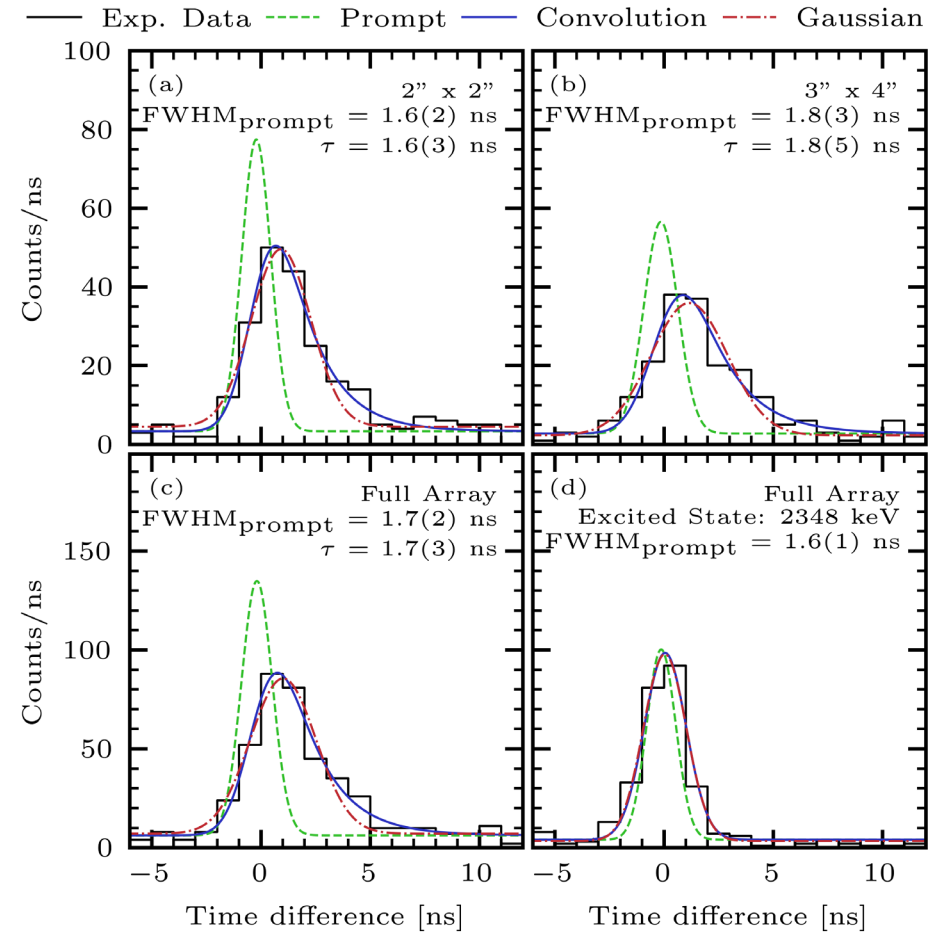 Exp. Data Prompt Convolution Gaussian
100
80
60
40
20
0
Counts/ns
(a)
2” x 2”
FWHMprompt = 1.6(2) ns
τ = 1.6(3) ns
(b)
3” x 4”
FWHMprompt = 1.8(3) ns
τ = 1.8(5) ns
150
100
50
0
Counts/ns
(c)
Full Array
FWHMprompt = 1.7(2) ns
τ = 1.7(3) ns
(d)
Full Array
Excited State: 2348 keV
FWHMprompt = 1.6(1) ns
−5 0 5 10
−5 0 5 10
Time difference [ns]
Time difference [ns]